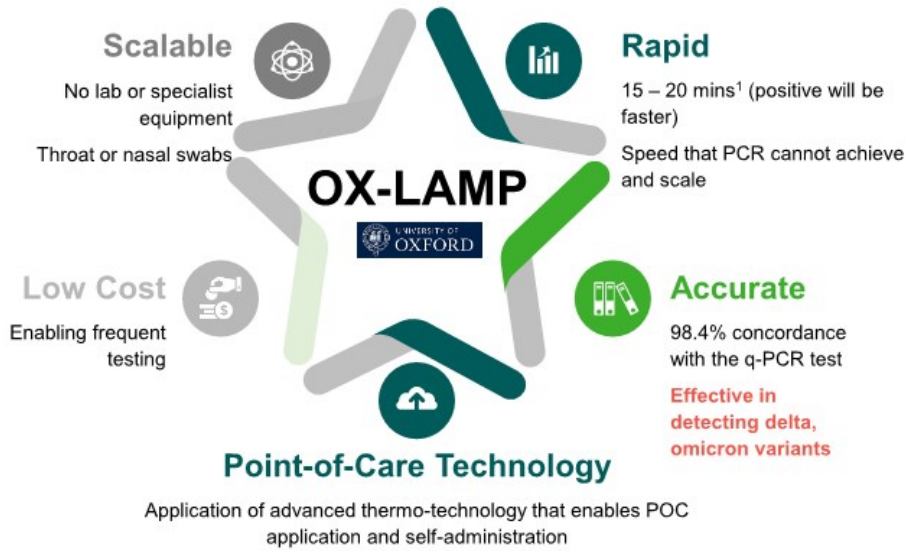 Scalable
No lab or specialist
equipment
Throat or nasal swabs
Rapid
15 – 20 mins¹ (positive will be
faster)
Speed that PCR cannot achieve
and scale
OX-LAMP
UNIVERSITY OF
OXFORD
Low Cost
Enabling frequent
testing
Accurate
98.4% concordance
with the q-PCR test
Effective in
detecting delta,
omicron variants
Point-of-Care Technology
Application of advanced thermo-technology that enables POC
application and self-administration